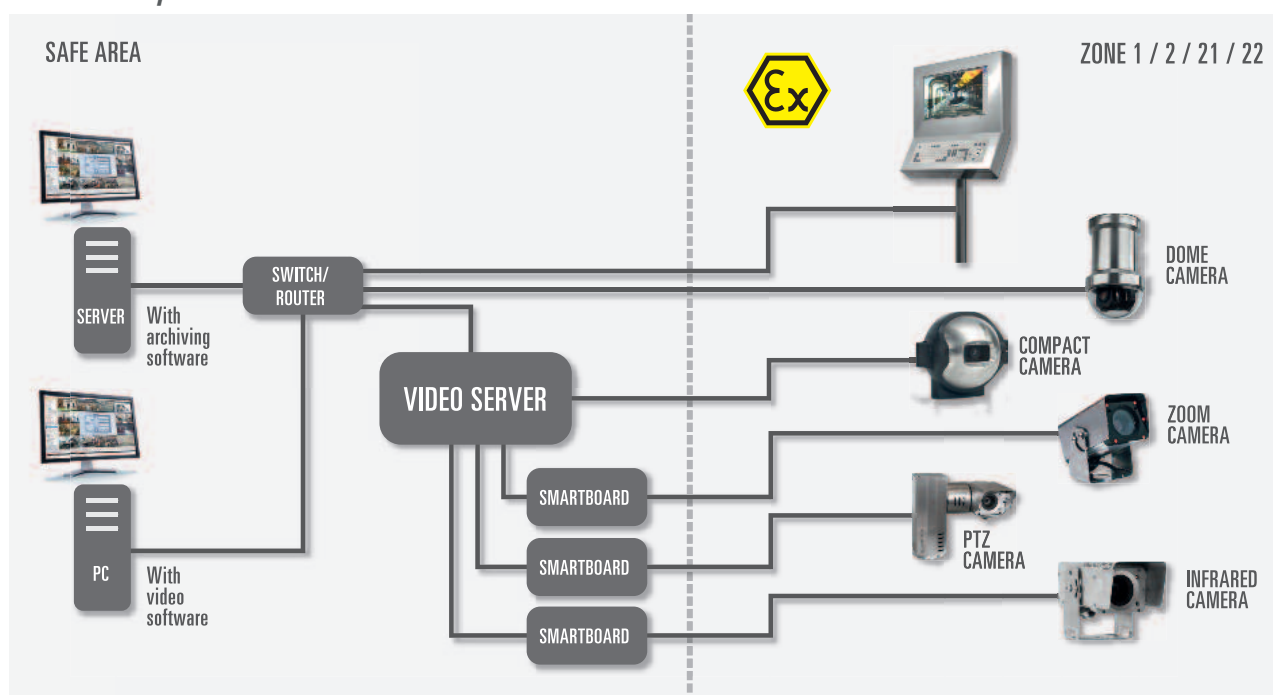 SAFE AREA
ZONE 1 / 2 / 21 / 22
Ex
SERVER
With
archiving
software
SWITCH/
ROUTER
DOME
CAMERA
COMPACT
CAMERA
VIDEO SERVER
ZOOM
CAMERA
SMARTBOARD
PC
With
video
software
SMARTBOARD
PTZ
CAMERA
SMARTBOARD
INFRARED
CAMERA